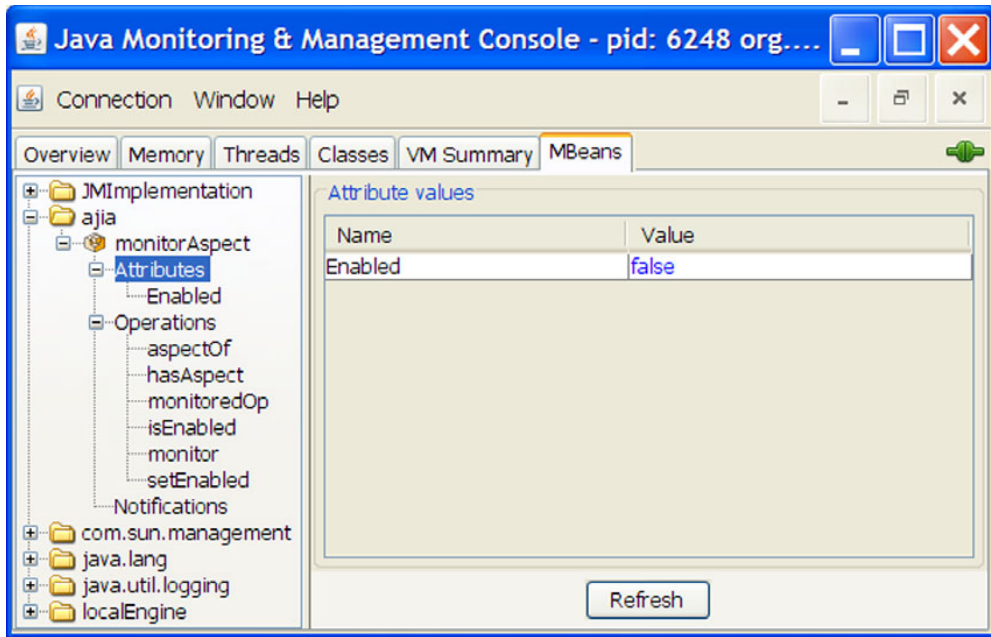 Java Monitoring & Management Console - pid: 6248 org....
Connection Window Help
Overview Memory Threads Classes VM Summary MBeans
JMImplementation
ajia
monitorAspect
Attributes
Enabled
Operations
aspectOf
hasAspect
monitoredOp
isEnabled
monitor
setEnabled
Notifications
com.sun.management
java.lang
java.util.logging
localEngine
Attribute values
Name Value
Enabled false
Refresh